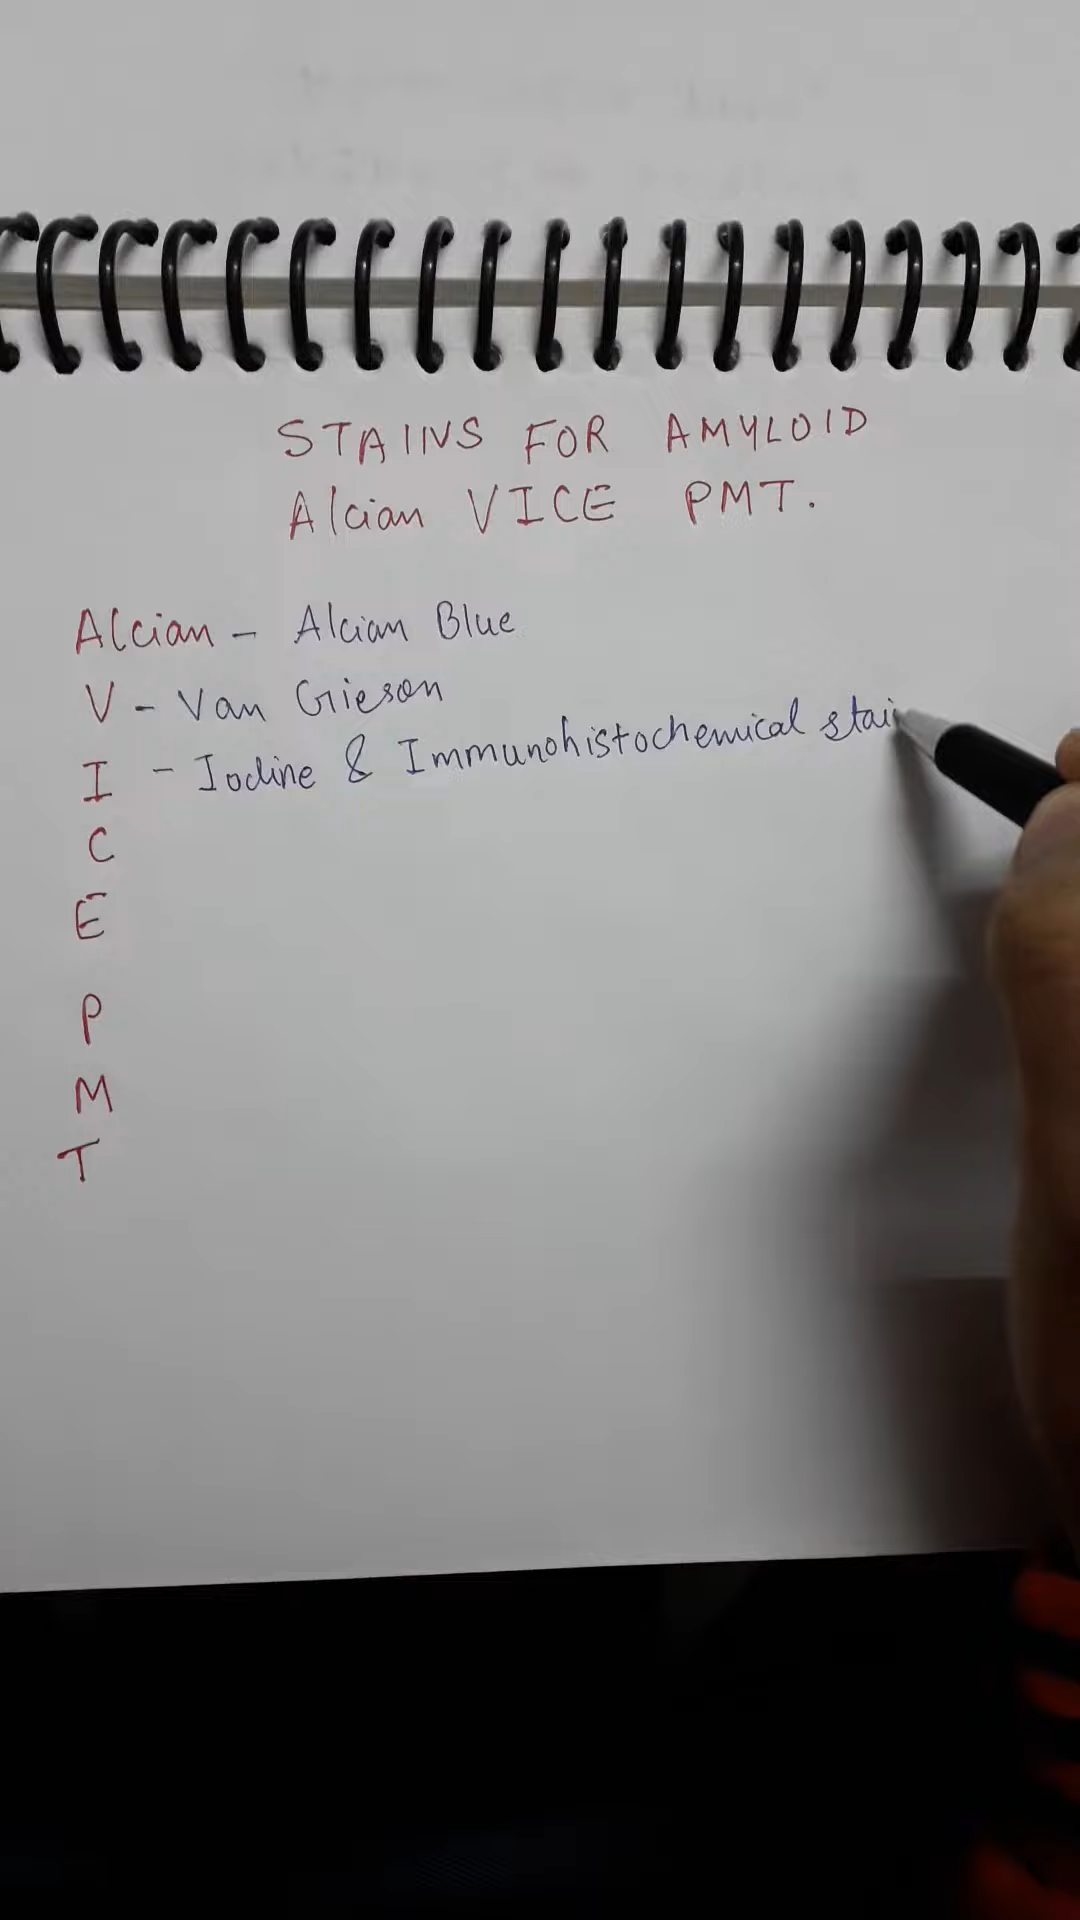 STAINS FOR AMYLOID
Alcian VICE PMT.
Alcian - Alcian Blue
V - Van Gieson
I - Iodine & Immunohistochemical stai
C
E
P
M
T